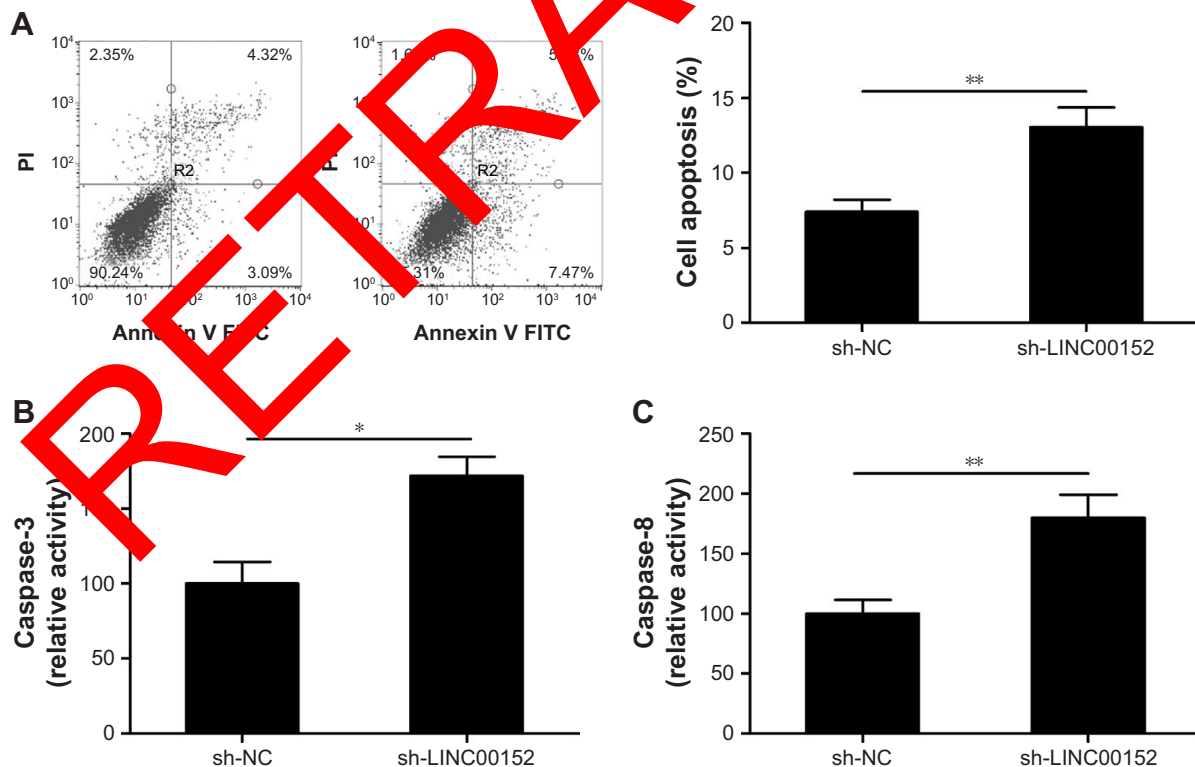 A
10⁴
2.35%
4.32%
10³
PI
10²
R2
10¹
90.24%
3.09%
10⁰
10⁰ 10¹ 10² 10³ 10⁴
10⁴
10³
10²
R2
10¹
7.47%
10⁰
10⁰ 10¹ 10² 10³ 10⁴
Annexin V FITC
20
15
10
5
0
Cell apoptosis (%)
**
sh-NC
sh-LINC00152
B
200
100
50
0
Caspase-3
(relative activity)
*
sh-NC
sh-LINC00152
C
250
200
150
100
50
0
Caspase-8
(relative activity)
**
sh-NC
sh-LINC00152
RETRA